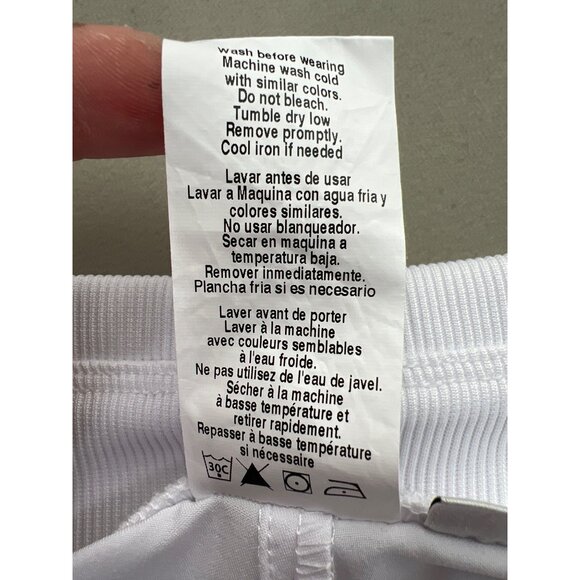 Wash before wearing
Machine wash cold
with similar colors.
Do not bleach.
Tumble dry low
Remove promptly.
Cool iron if needed
Lavar antes de usar
Lavar a Maquina con agua fria y
colores similares.
No usar blanqueador.
Secar en maquina a
temperatura baja.
Remover inmediatamente.
Plancha fria si es necesario
Laver avant de porter
Laver à la machine
avec couleurs semblables
à l'eau froide.
Ne pas utilisez de l'eau de javel.
Sécher à la machine
à basse température et
retirer rapidement.
Repasser à basse température
si nécessaire
30C